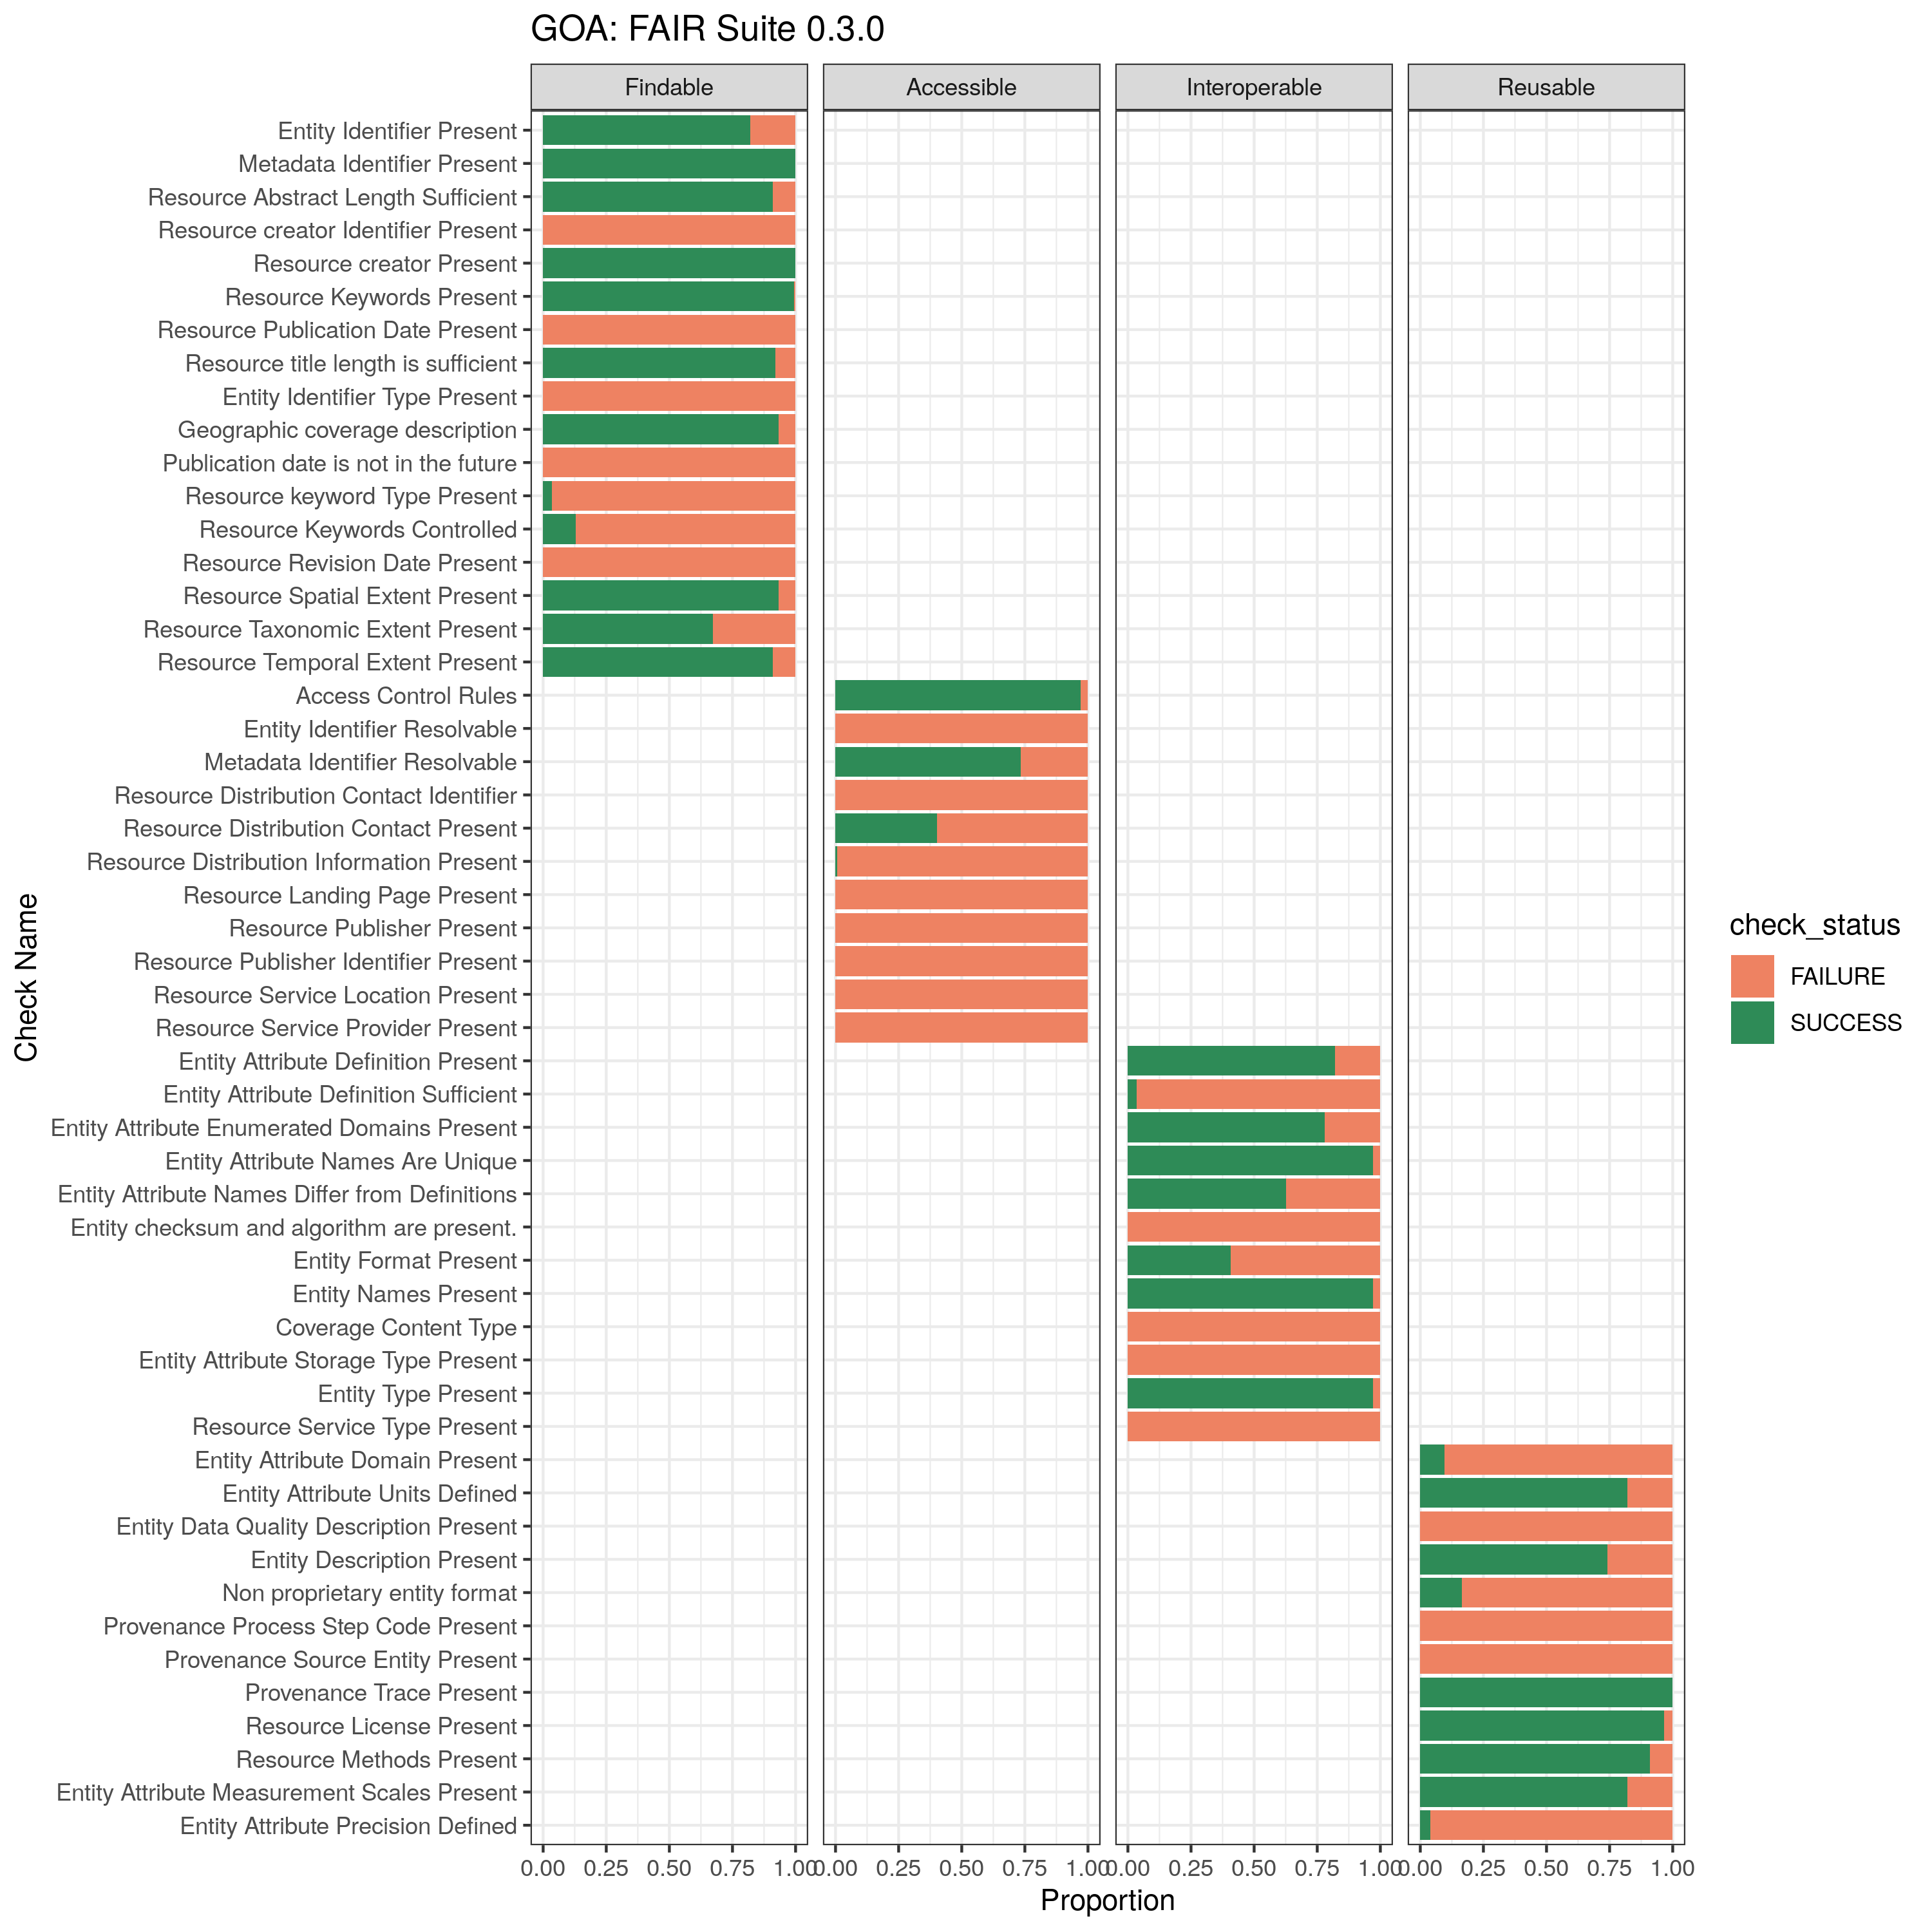 GOA: FAIR Suite 0.3.0
Findable Accessible Interoperable Reusable
Check Name
Entity Identifier Present
Metadata Identifier Present
Resource Abstract Length Sufficient
Resource creator Identifier Present
Resource creator Present
Resource Keywords Present
Resource Publication Date Present
Resource title length is sufficient
Entity Identifier Type Present
Geographic coverage description
Publication date is not in the future
Resource keyword Type Present
Resource Keywords Controlled
Resource Revision Date Present
Resource Spatial Extent Present
Resource Taxonomic Extent Present
Resource Temporal Extent Present
Access Control Rules
Entity Identifier Resolvable
Metadata Identifier Resolvable
Resource Distribution Contact Identifier
Resource Distribution Contact Present
Resource Distribution Information Present
Resource Landing Page Present
Resource Publisher Present
Resource Publisher Identifier Present
Resource Service Location Present
Resource Service Provider Present
Entity Attribute Definition Present
Entity Attribute Definition Sufficient
Entity Attribute Enumerated Domains Present
Entity Attribute Names Are Unique
Entity Attribute Names Differ from Definitions
Entity checksum and algorithm are present.
Entity Format Present
Entity Names Present
Coverage Content Type
Entity Attribute Storage Type Present
Entity Type Present
Resource Service Type Present
Entity Attribute Domain Present
Entity Attribute Units Defined
Entity Data Quality Description Present
Entity Description Present
Non proprietary entity format
Provenance Process Step Code Present
Provenance Source Entity Present
Provenance Trace Present
Resource License Present
Resource Methods Present
Entity Attribute Measurement Scales Present
Entity Attribute Precision Defined
0.00 0.25 0.50 0.75 1.00 0.00 0.25 0.50 0.75 1.00 0.00 0.25 0.50 0.75 1.00 0.00 0.25 0.50 0.75 1.00
Proportion
check_status
FAILURE
SUCCESS